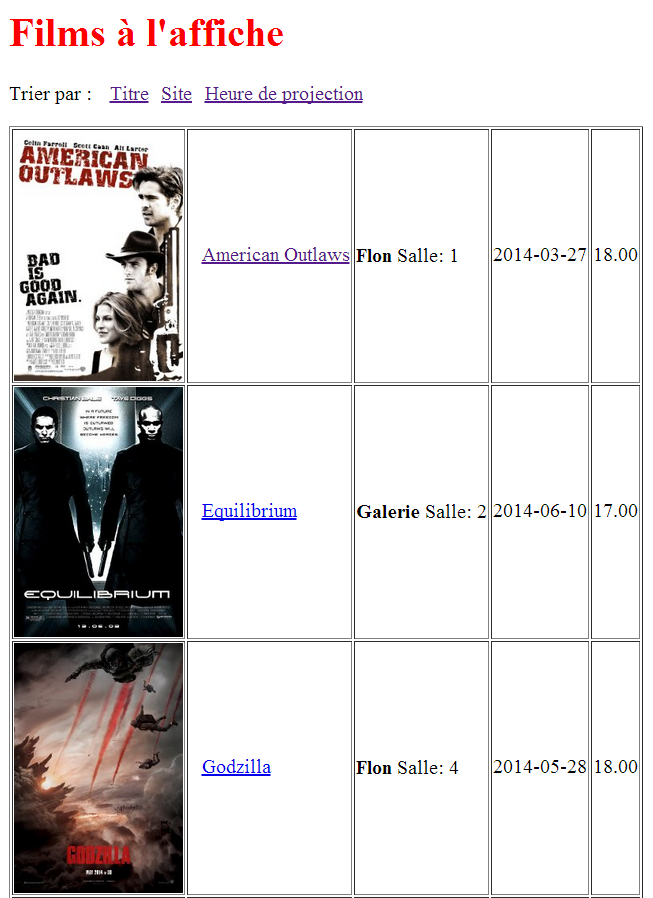 Films à l'affiche
Trier par : Titre Site Heure de projection
Colin Farrell Scott Caan Ali Larter
AMERICAN
OUTLAWS
BAD
IS
GOOD
AGAIN.
American Outlaws Flon Salle: 1 2014-03-27 18.00
CHRISTIAN BALE TAYE DIGGS
IN A FUTURE
WHERE FREEDOM
IS OUTLAWED
OUTLAWS WILL
BECOME HEROES.
EQUILIBRIUM
Equilibrium Galerie Salle: 2 2014-06-10 17.00
GODZILLA
MAY 2014
Godzilla Flon Salle: 4 2014-05-28 18.00